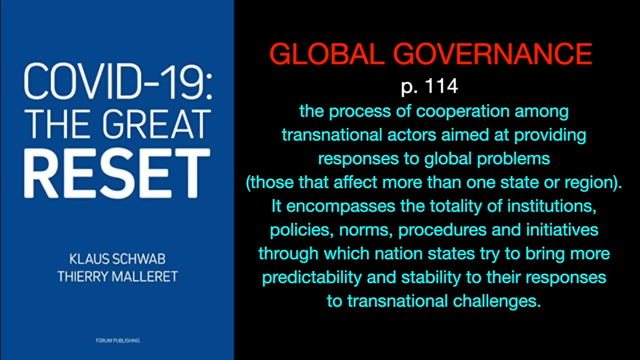 COVID-19:
THE GREAT
RESET
KLAUS SCHWAB
THIERRY MALLERET
FORUM PUBLISHING
GLOBAL GOVERNANCE
p. 114
the process of cooperation among
transnational actors aimed at providing
responses to global problems
(those that affect more than one state or region).
It encompasses the totality of institutions,
policies, norms, procedures and initiatives
through which nation states try to bring more
predictability and stability to their responses
to transnational challenges.